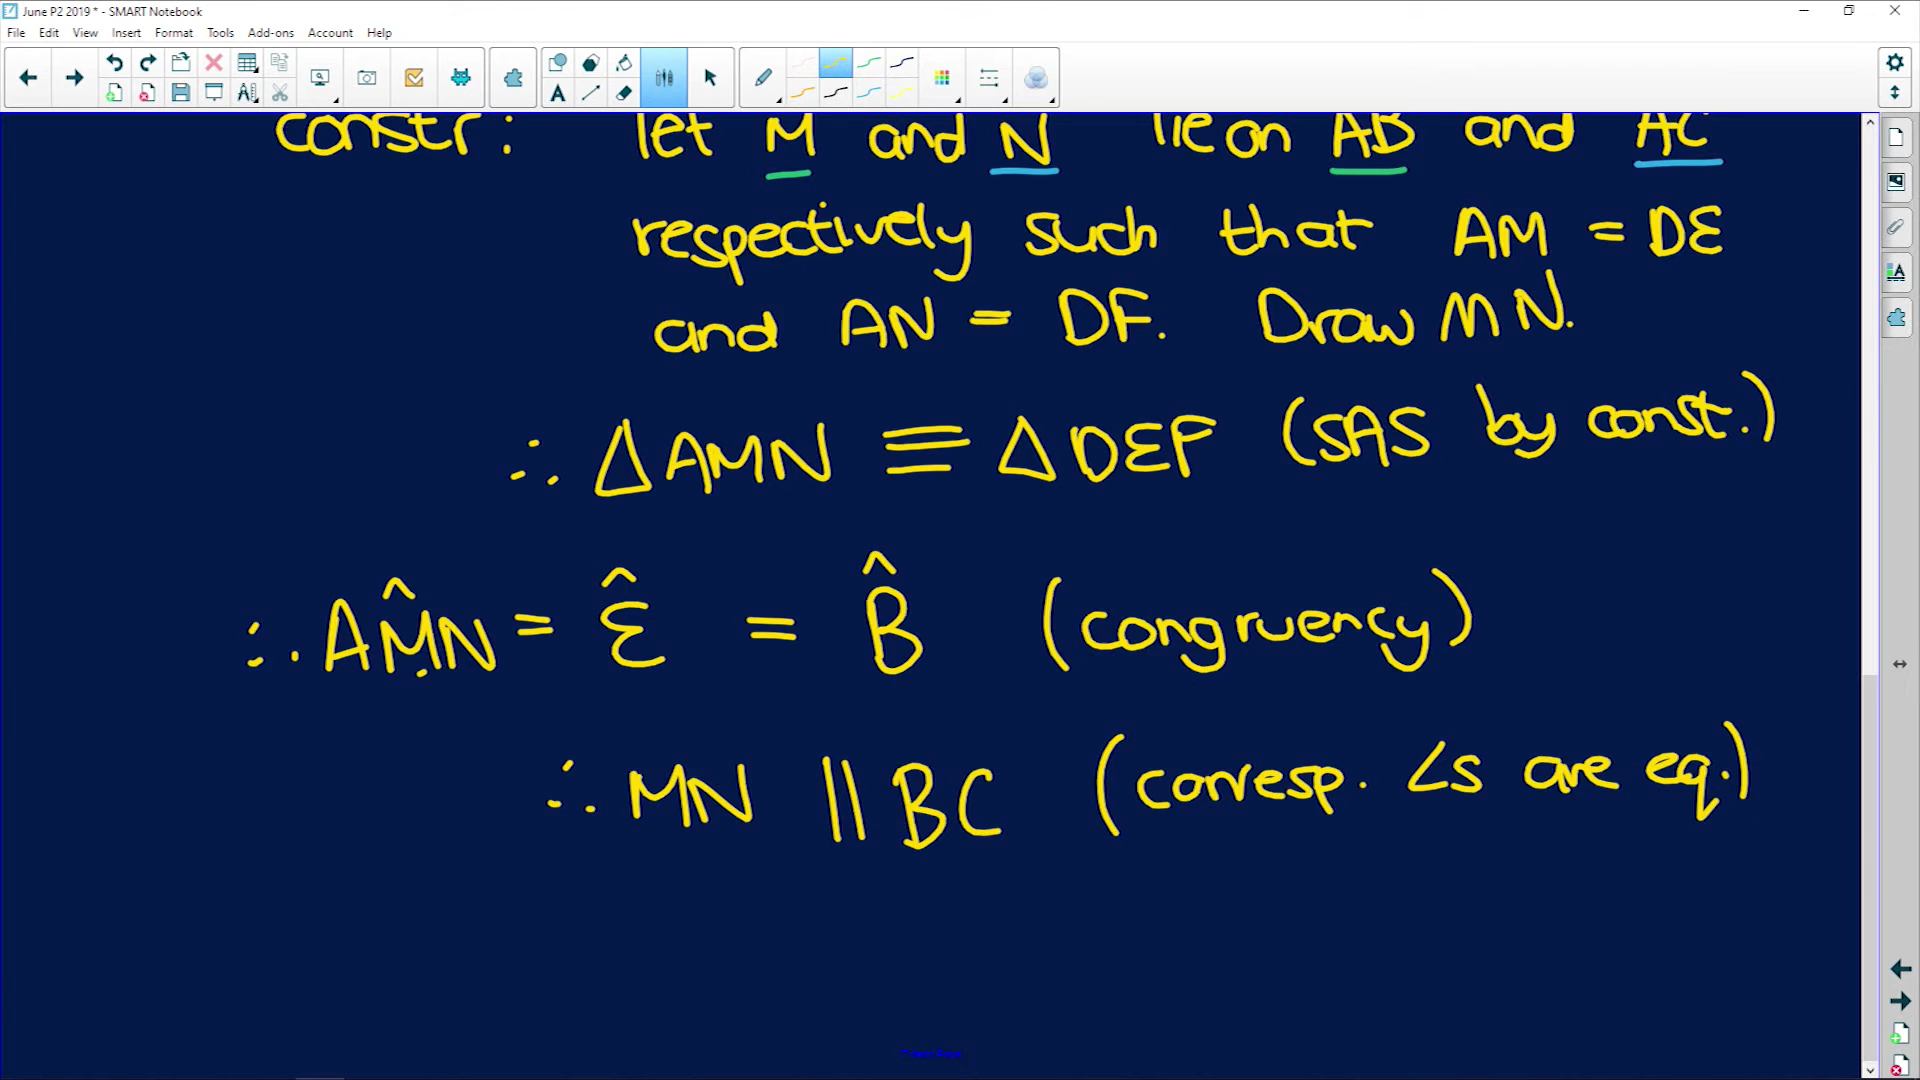 June P2 2019 * - SMART Notebook
File Edit View Insert Format Tools Add-ons Account Help
constr: let M and N lie on AB and AC
respectively such that AM = DE
and AN = DF. Draw MN.
∴ △AMN ≡ △DEF (SAS by const.)
∴ AM̂N = Ê = B̂ (congruency)
∴ MN || BC (corresp. ∠s are eq.)